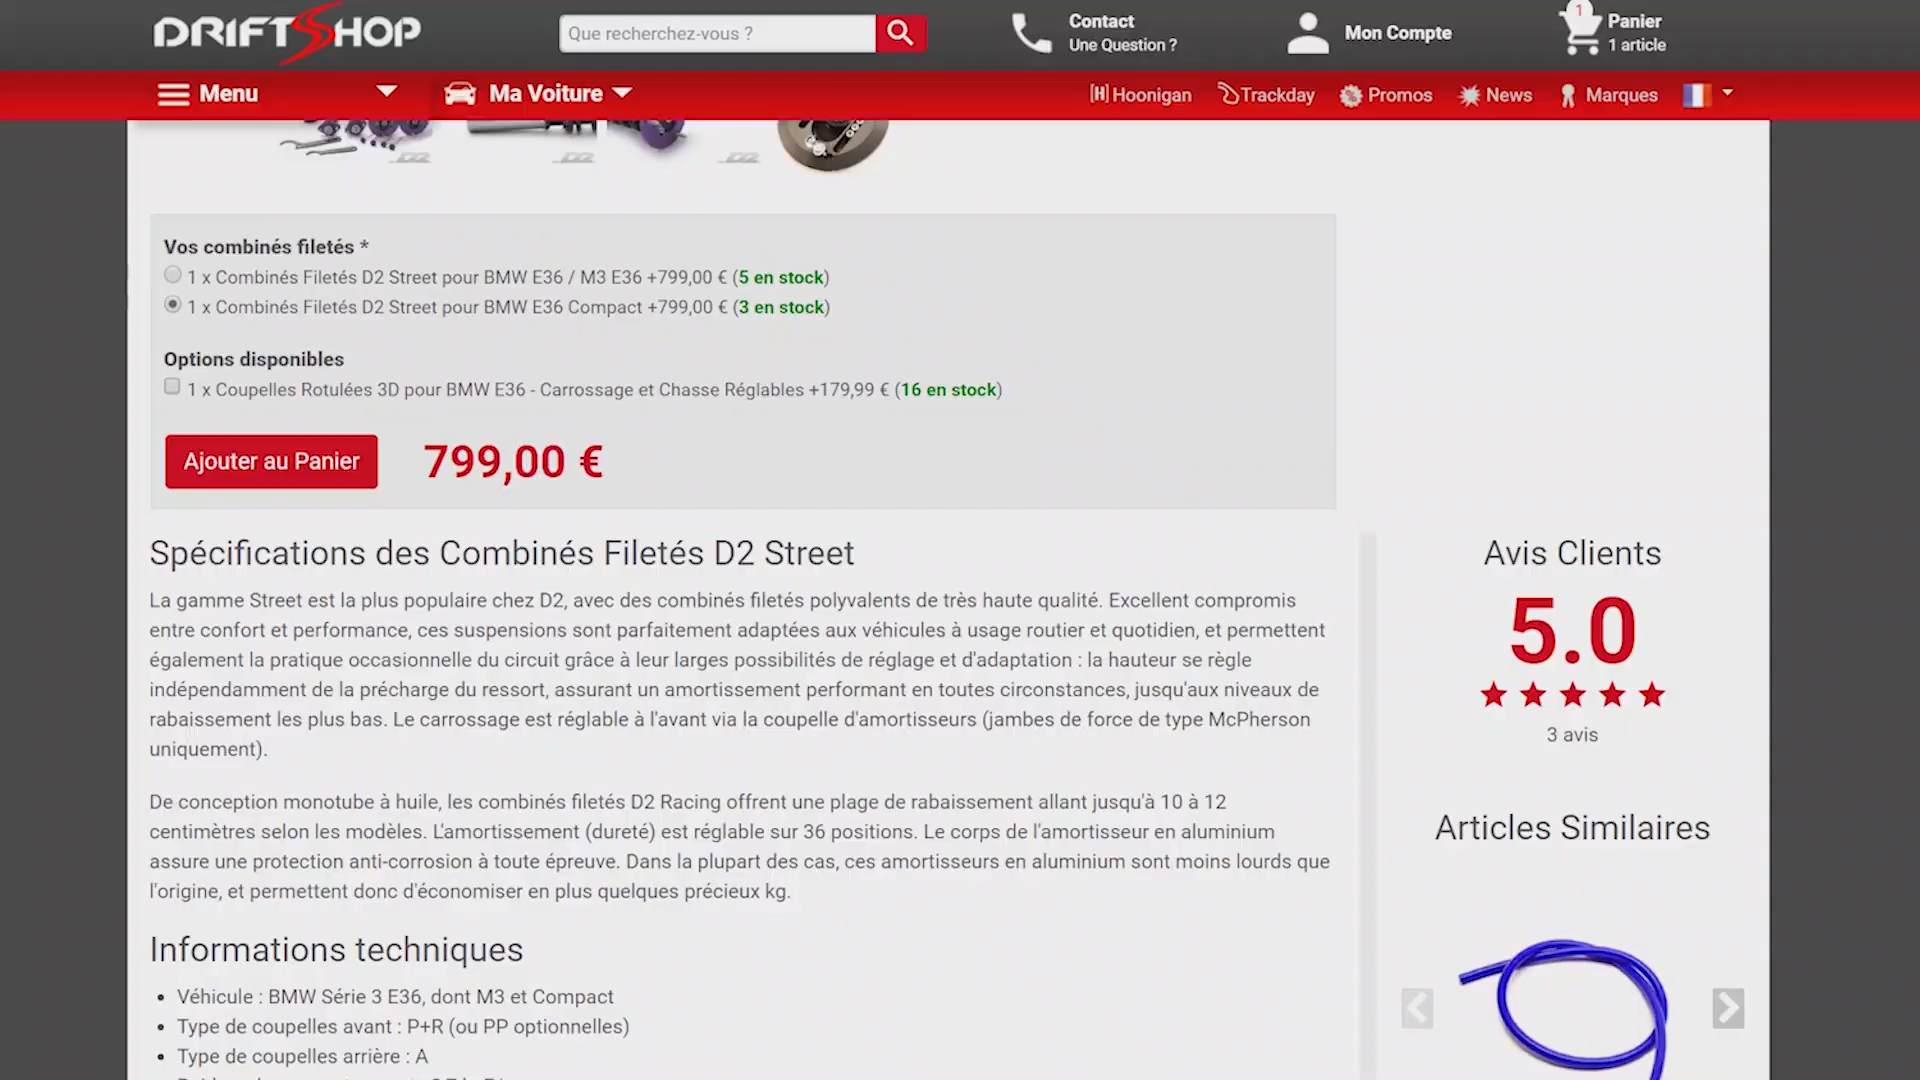 DRIFTSHOP
Que recherchez-vous ?
Contact
Une Question ?
Mon Compte
1
Panier
1 article
Menu
Ma Voiture
[H] Hoonigan
Trackday
Promos
News
Marques
D2
D2
D2
Vos combinés filetés *
1 x Combinés Filetés D2 Street pour BMW E36 / M3 E36 +799,00 € (5 en stock)
1 x Combinés Filetés D2 Street pour BMW E36 Compact +799,00 € (3 en stock)
Options disponibles
1 x Coupelles Rotulées 3D pour BMW E36 - Carrossage et Chasse Réglables +179,99 € (16 en stock)
Ajouter au Panier
799,00 €
Spécifications des Combinés Filetés D2 Street
La gamme Street est la plus populaire chez D2, avec des combinés filetés polyvalents de très haute qualité. Excellent compromis
entre confort et performance, ces suspensions sont parfaitement adaptées aux véhicules à usage routier et quotidien, et permettent
également la pratique occasionnelle du circuit grâce à leur larges possibilités de réglage et d'adaptation : la hauteur se règle
indépendamment de la précharge du ressort, assurant un amortissement performant en toutes circonstances, jusqu'aux niveaux de
rabaissement les plus bas. Le carrossage est réglable à l'avant via la coupelle d'amortisseurs (jambes de force de type McPherson
uniquement).
De conception monotube à huile, les combinés filetés D2 Racing offrent une plage de rabaissement allant jusqu'à 10 à 12
centimètres selon les modèles. L'amortissement (dureté) est réglable sur 36 positions. Le corps de l'amortisseur en aluminium
assure une protection anti-corrosion à toute épreuve. Dans la plupart des cas, ces amortisseurs en aluminium sont moins lourds que
l'origine, et permettent donc d'économiser en plus quelques précieux kg.
Informations techniques
• Véhicule : BMW Série 3 E36, dont M3 et Compact
• Type de coupelles avant : P+R (ou PP optionnelles)
• Type de coupelles arrière : A
Avis Clients
5.0
3 avis
Articles Similaires